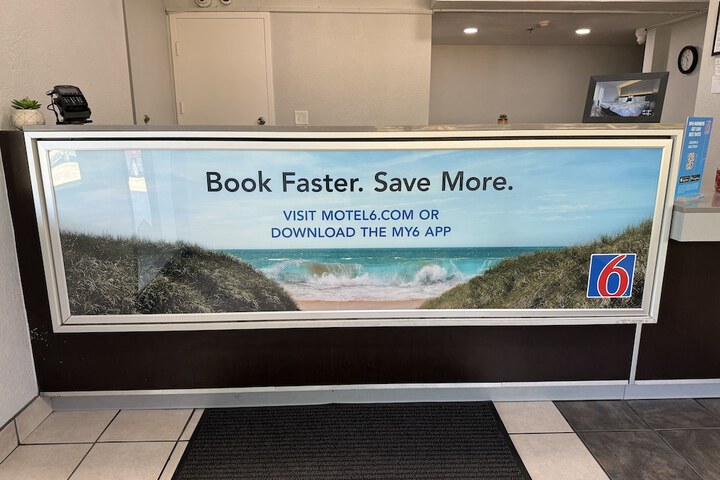 Book Faster. Save More.
VISIT MOTEL6.COM OR
DOWNLOAD THE MY6 APP
6